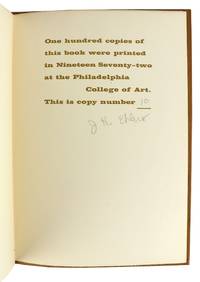 One hundred copies of
this book were printed
in Nineteen Seventy-two
at the Philadelphia
College of Art.
This is copy number 10